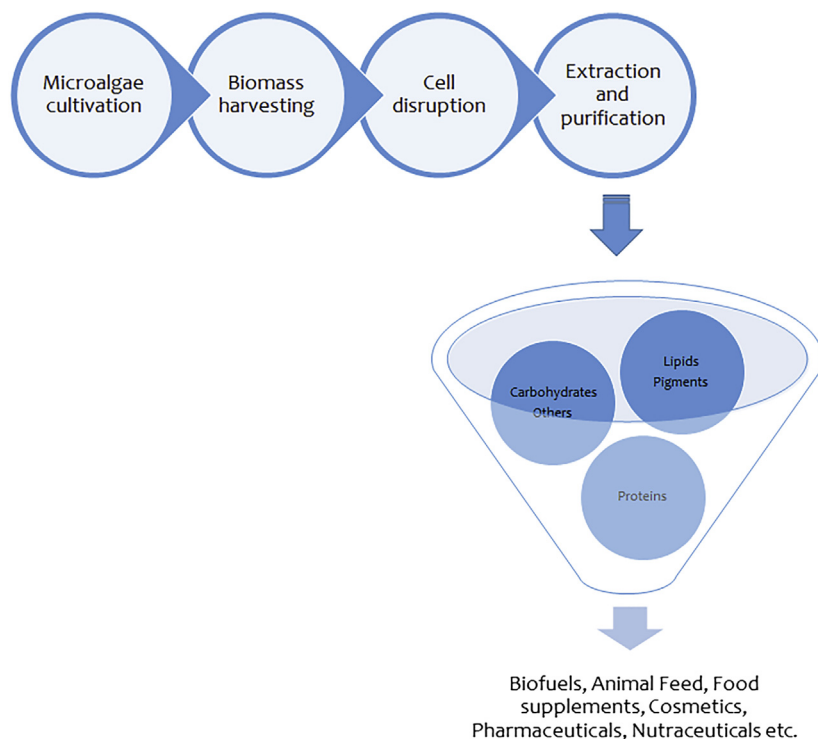 Microalgae
cultivation
Biomass
harvesting
Cell
disruption
Extraction
and
purification
Lipids
Pigments
Carbohydrates
Others
Proteins
Biofuels, Animal Feed, Food
supplements, Cosmetics,
Pharmaceuticals, Nutraceuticals etc.